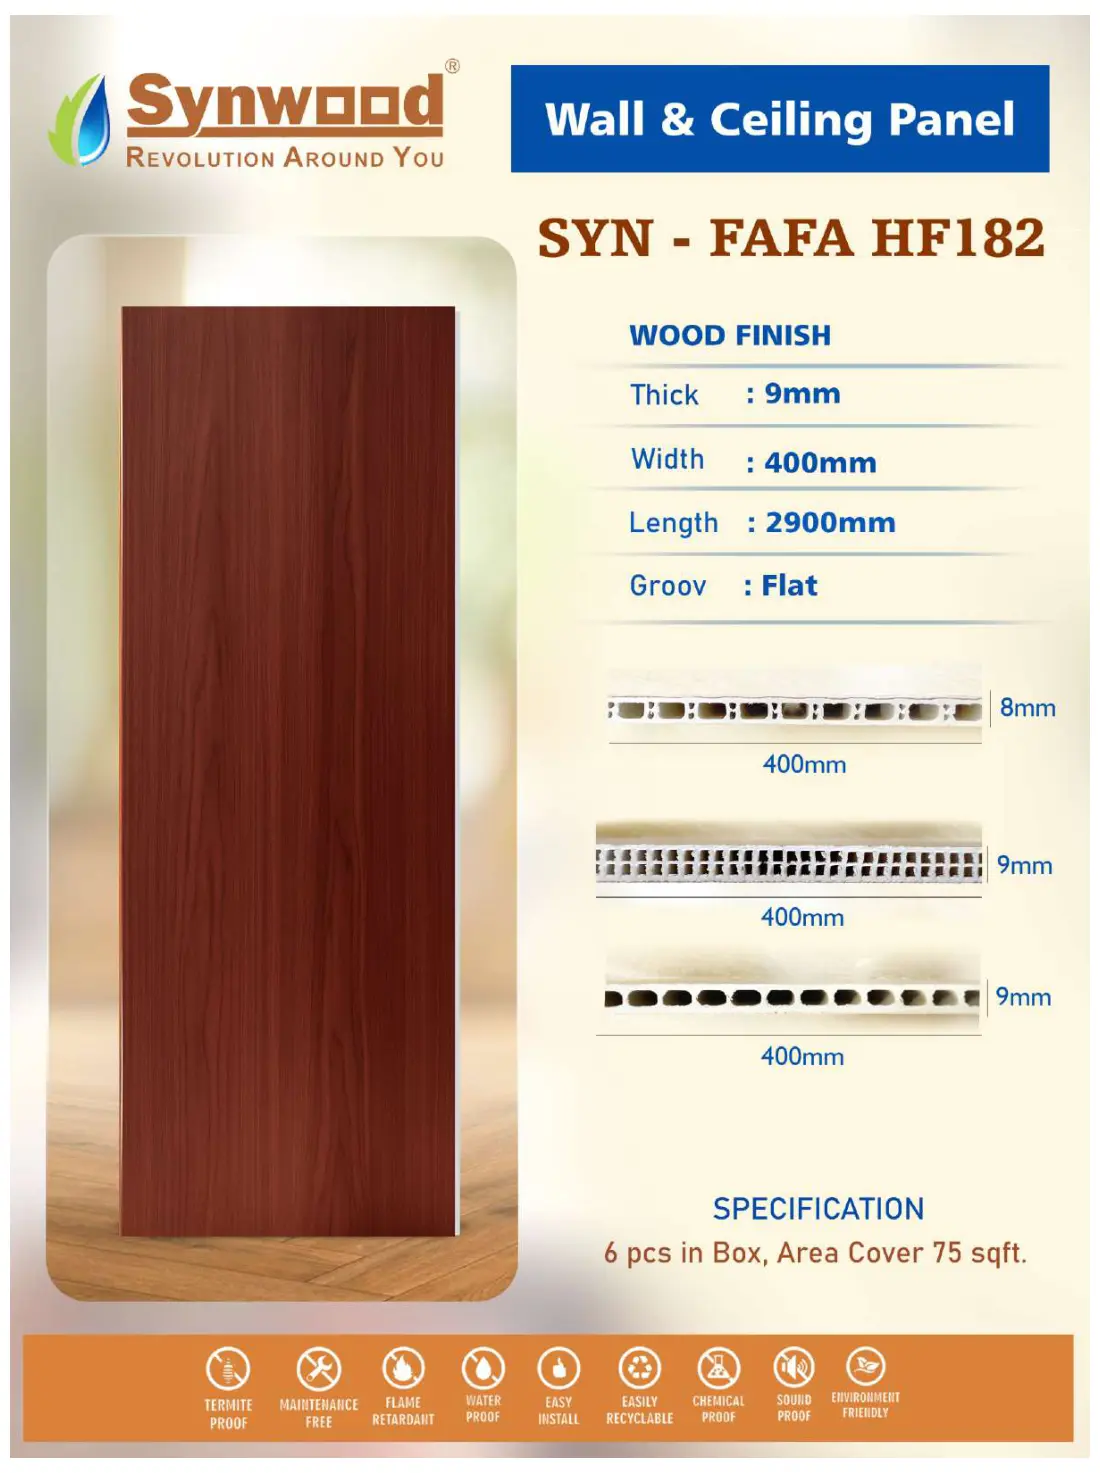 Synwood®
REVOLUTION AROUND YOU
Wall & Ceiling Panel
SYN - FAFA HF182
WOOD FINISH
Thick : 9mm
Width : 400mm
Length : 2900mm
Groov : Flat
8mm
400mm
9mm
400mm
9mm
400mm
SPECIFICATION
6 pcs in Box, Area Cover 75 sqft.
TERMITE
PROOF
MAINTENANCE
FREE
FLAME
RETARDANT
WATER
PROOF
EASY
INSTALL
EASILY
RECYCLABLE
CHEMICAL
PROOF
SOUND
PROOF
ENVIRONMENT
FRIENDLY